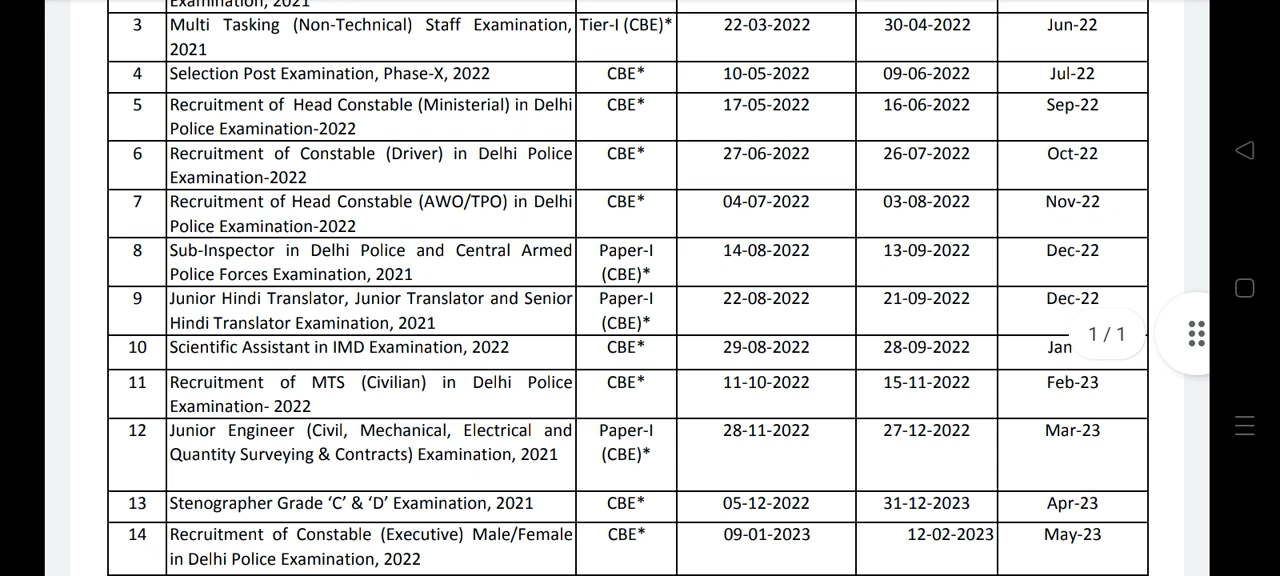 Examination, 2021
3 Multi Tasking (Non-Technical) Staff Examination, Tier-I (CBE)* 22-03-2022 30-04-2022 Jun-22
2021
4 Selection Post Examination, Phase-X, 2022 CBE* 10-05-2022 09-06-2022 Jul-22
5 Recruitment of Head Constable (Ministerial) in Delhi CBE* 17-05-2022 16-06-2022 Sep-22
Police Examination-2022
6 Recruitment of Constable (Driver) in Delhi Police CBE* 27-06-2022 26-07-2022 Oct-22
Examination-2022
7 Recruitment of Head Constable (AWO/TPO) in Delhi CBE* 04-07-2022 03-08-2022 Nov-22
Police Examination-2022
8 Sub-Inspector in Delhi Police and Central Armed Paper-I 14-08-2022 13-09-2022 Dec-22
Police Forces Examination, 2021 (CBE)*
9 Junior Hindi Translator, Junior Translator and Senior Paper-I 22-08-2022 21-09-2022 Dec-22
Hindi Translator Examination, 2021 (CBE)*
1 / 1
10 Scientific Assistant in IMD Examination, 2022 CBE* 29-08-2022 28-09-2022 Jan
11 Recruitment of MTS (Civilian) in Delhi Police CBE* 11-10-2022 15-11-2022 Feb-23
Examination- 2022
12 Junior Engineer (Civil, Mechanical, Electrical and Paper-I 28-11-2022 27-12-2022 Mar-23
Quantity Surveying & Contracts) Examination, 2021 (CBE)*
13 Stenographer Grade ‘C’ & ‘D’ Examination, 2021 CBE* 05-12-2022 31-12-2023 Apr-23
14 Recruitment of Constable (Executive) Male/Female CBE* 09-01-2023 12-02-2023 May-23
in Delhi Police Examination, 2022